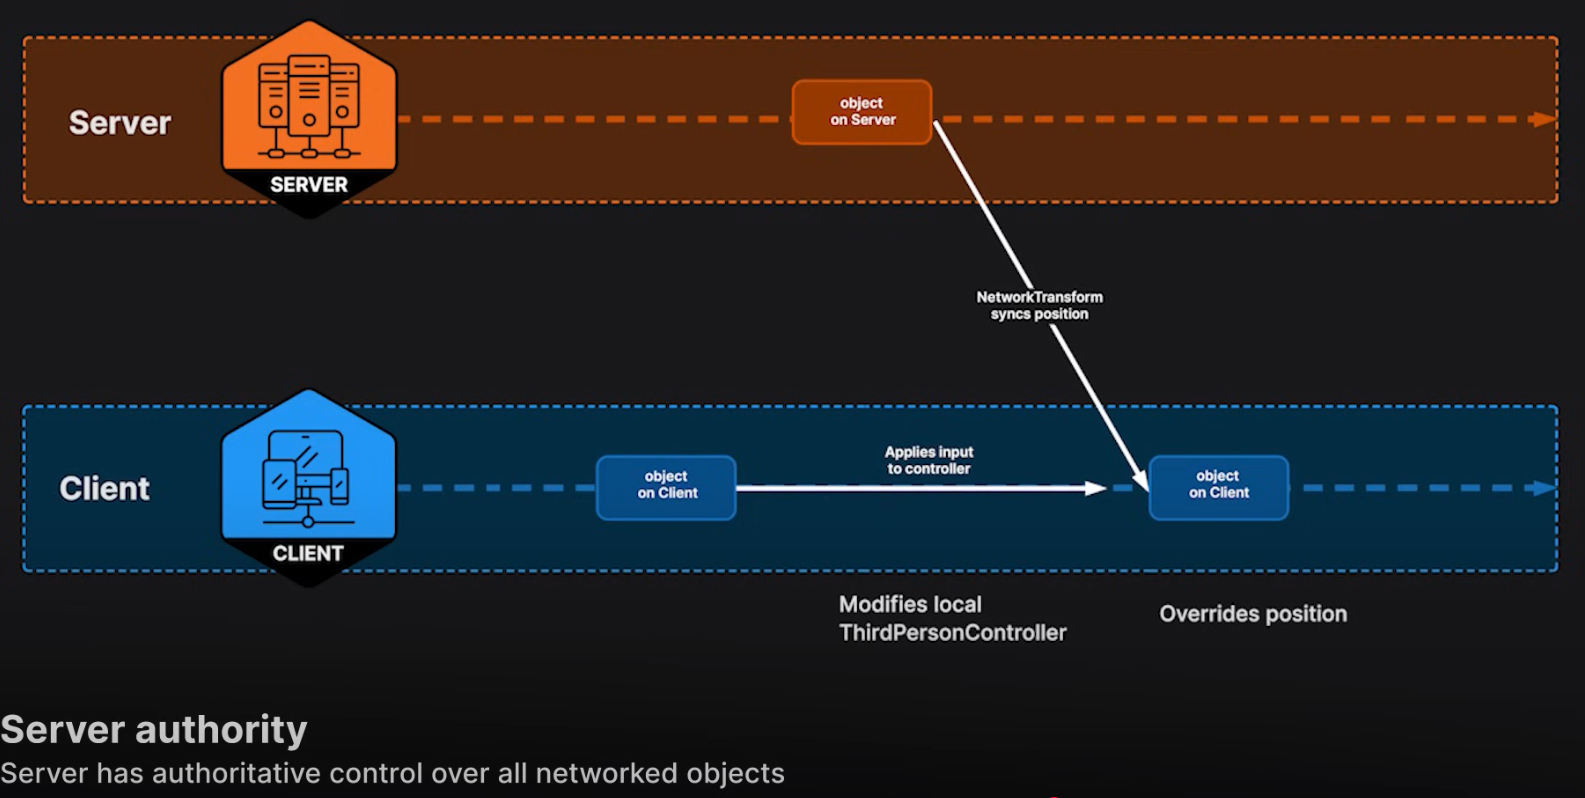 Server
SERVER
object
on Server
NetworkTransform
syncs position
Client
CLIENT
object
on Client
Applies input
to controller
object
on Client
Modifies local
ThirdPersonController
Overrides position
Server authority
Server has authoritative control over all networked objects